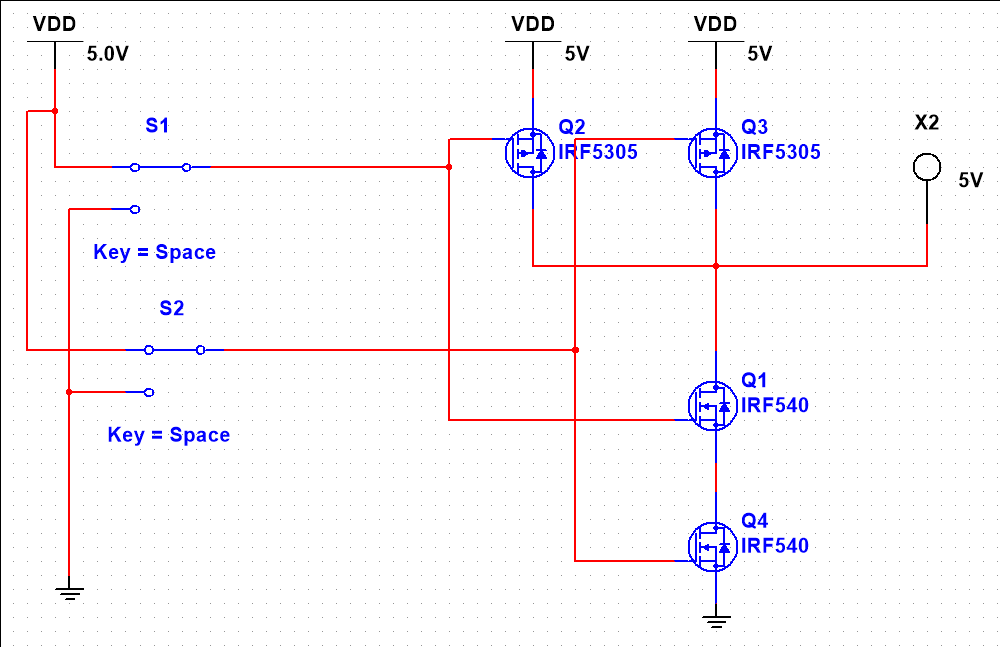 VDD
5.0V
VDD
5V
VDD
5V
S1
Key = Space
S2
Key = Space
Q2
IRF5305
Q3
IRF5305
X2
5V
Q1
IRF540
Q4
IRF540